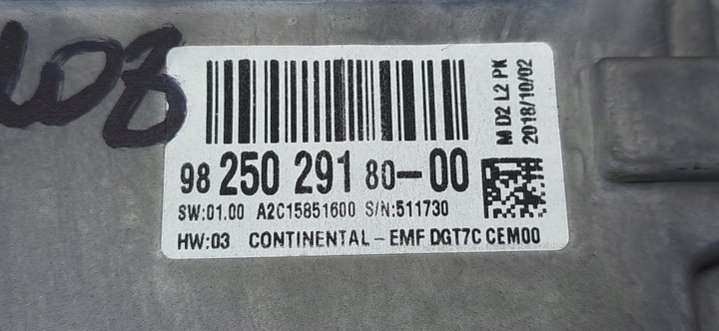 98 250 291 80-00
SW:01.00 A2C15851600 S/N:511730
HW:03 CONTINENTAL - EMF DGT7C CEM00
M D2 L2 PK
2018/10/02